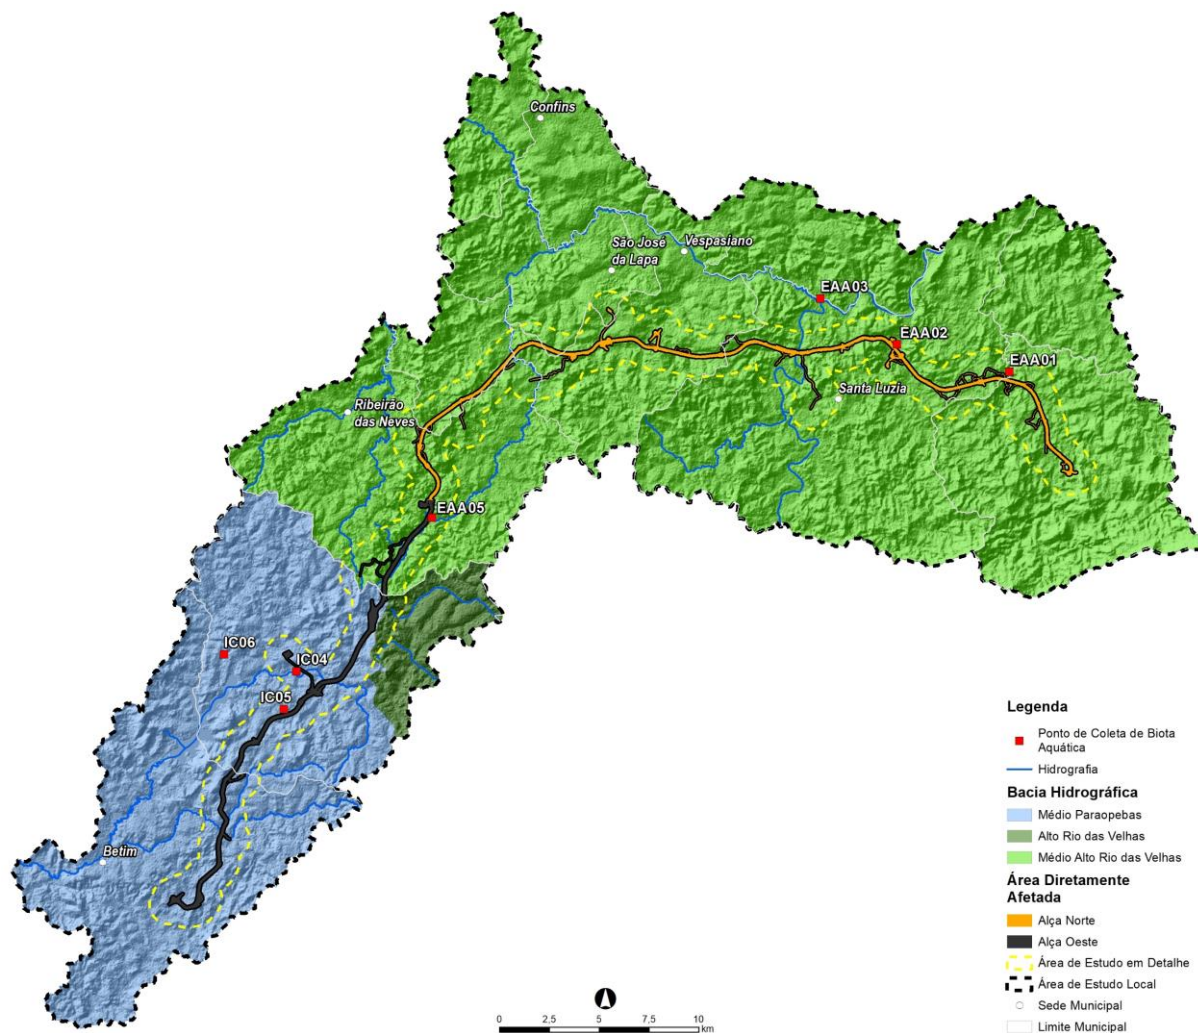 Confins
São José
da Lapa
Vespasiano
EAA03
EAA02
EAA01
Santa Luzia
Ribeirão
das Neves
EAA05
IC06
IC04
IC05
Betim
Legenda
Ponto de Coleta de Biota
Aquática
Hidrografia
Bacia Hidrográfica
Médio Paraopebas
Alto Rio das Velhas
Médio Alto Rio das Velhas
Área Diretamente
Afetada
Alça Norte
Alça Oeste
Área de Estudo em Detalhe
Área de Estudo Local
Sede Municipal
Limite Municipal
0 2,5 5 7,5 10
km